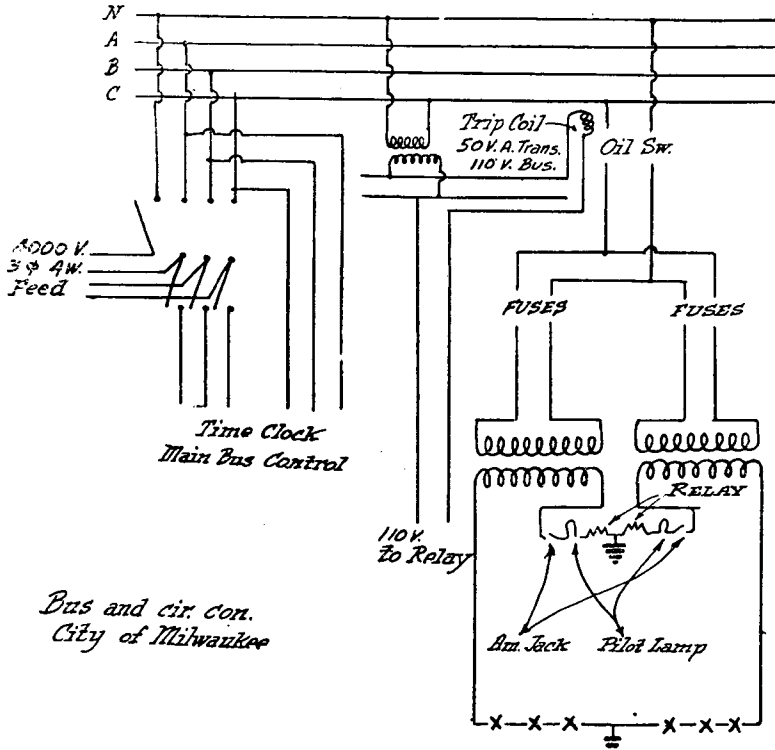 N
A
B
C
Trip Coil
50 V. A. Trans.
110 V. Bus.
Oil Sw.
4000 V.
3 φ 4 W.
Feed
FUSES
FUSES
Time Clock
Main Bus Control
RELAY
110 V.
to Relay
Am. Jack
Pilot Lamp
Bus and cir. con.
City of Milwaukee